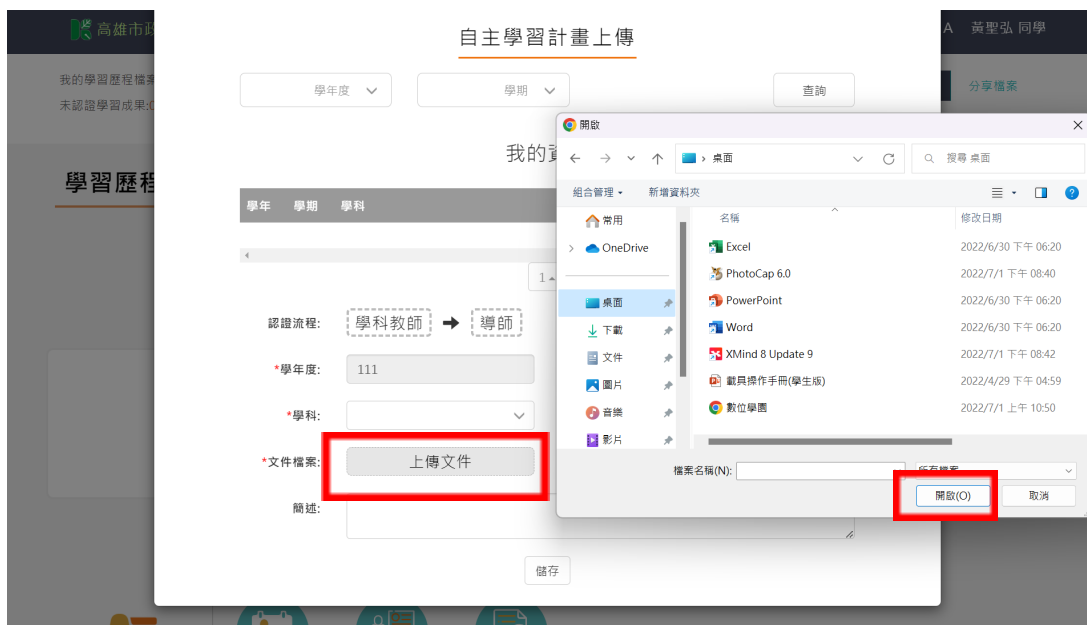 高雄市政
A 黃聖弘 同學
我的學習歷程檔案
未認證學習成果:0
分享檔案
學習歷程
自主學習計畫上傳
學年度
學期
查詢
我的資
學年 學期 學科
1
認證流程: 學科教師 → 導師
*學年度: 111
*學科:
*文件檔案: 上傳文件
簡述:
儲存
開啟
桌面
搜尋 桌面
組合管理 新增資料夾
常用
OneDrive
桌面
下載
文件
圖片
音樂
影片
名稱 修改日期
Excel 2022/6/30 下午 06:20
PhotoCap 6.0 2022/7/1 下午 08:40
PowerPoint 2022/6/30 下午 06:20
Word 2022/6/30 下午 06:20
XMind 8 Update 9 2022/7/1 下午 08:42
載具操作手冊(學生版) 2022/4/29 下午 04:59
數位學園 2022/7/1 上午 10:50
檔案名稱(N):
所有檔案
開啟(O) 取消